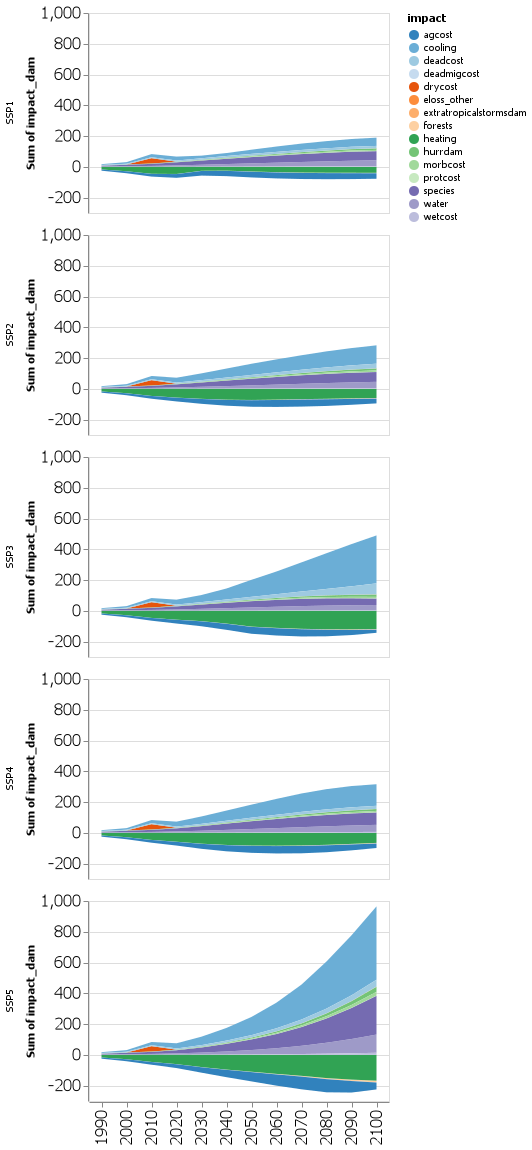 impact
agcost
cooling
deadcost
deadmigcost
drycost
eloss_other
extratropicalstormsdam
forests
heating
hurrdam
morbcost
protcost
species
water
wetcost
SSP1
Sum of impact_dam
1,000
800
600
400
200
0
-200
SSP2
Sum of impact_dam
1,000
800
600
400
200
0
-200
SSP3
Sum of impact_dam
1,000
800
600
400
200
0
-200
SSP4
Sum of impact_dam
1,000
800
600
400
200
0
-200
SSP5
Sum of impact_dam
1,000
800
600
400
200
0
-200
1990
2000
2010
2020
2030
2040
2050
2060
2070
2080
2090
2100